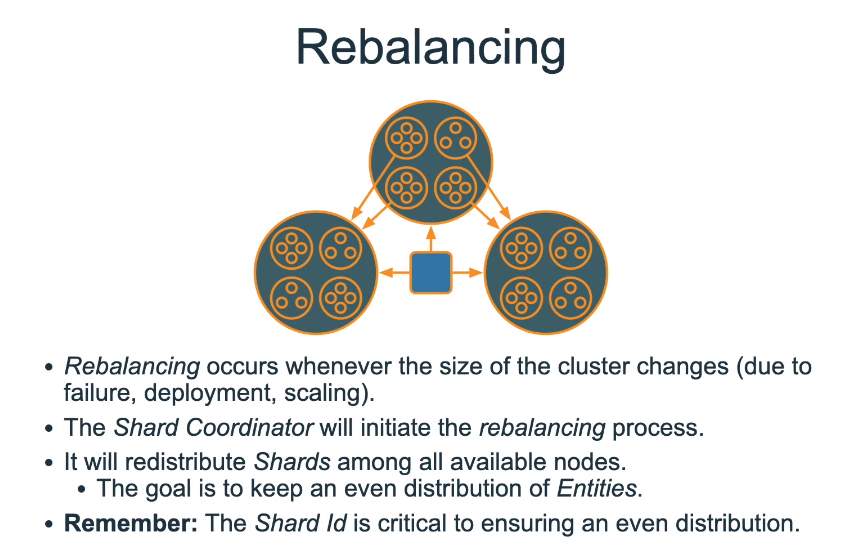 Rebalancing
• Rebalancing occurs whenever the size of the cluster changes (due to
failure, deployment, scaling).
• The Shard Coordinator will initiate the rebalancing process.
• It will redistribute Shards among all available nodes.
• The goal is to keep an even distribution of Entities.
• Remember: The Shard Id is critical to ensuring an even distribution.